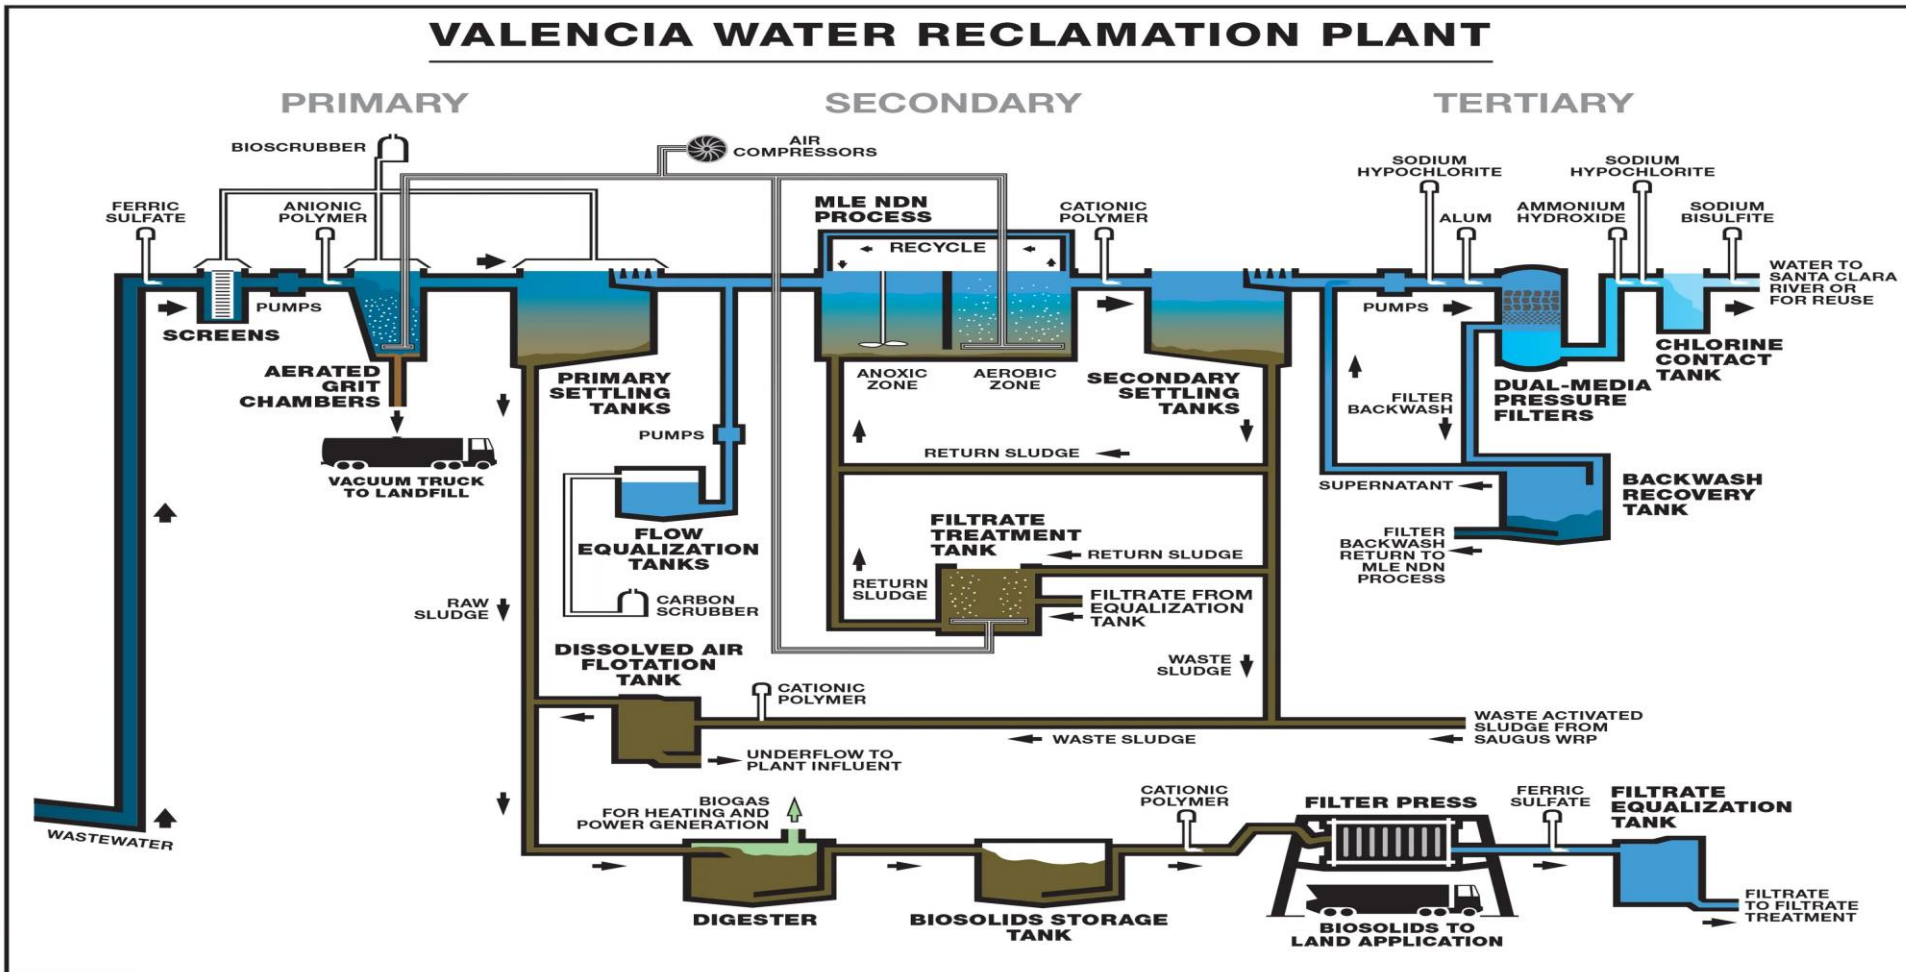 VALENCIA WATER RECLAMATION PLANT
PRIMARY
SECONDARY
TERTIARY
BIOSCRUBBER
AIR
COMPRESSORS
SODIUM
HYPOCHLORITE
SODIUM
HYPOCHLORITE
FERRIC
SULFATE
ANIONIC
POLYMER
MLE NDN
PROCESS
CATIONIC
POLYMER
ALUM
AMMONIUM
HYDROXIDE
SODIUM
BISULFITE
RECYCLE
WATER TO
SANTA CLARA
RIVER OR
FOR REUSE
PUMPS
SCREENS
PUMPS
AERATED
GRIT
CHAMBERS
PRIMARY
SETTLING
TANKS
ANOXIC
ZONE
AEROBIC
ZONE
SECONDARY
SETTLING
TANKS
CHLORINE
CONTACT
TANK
DUAL-MEDIA
PRESSURE
FILTERS
FILTER
BACKWASH
PUMPS
RETURN SLUDGE
VACUUM TRUCK
TO LANDFILL
SUPERNATANT
BACKWASH
RECOVERY
TANK
FLOW
EQUALIZATION
TANKS
FILTRATE
TREATMENT
TANK
RETURN SLUDGE
FILTER
BACKWASH
RETURN TO
MLE NDN
PROCESS
RAW
SLUDGE
CARBON
SCRUBBER
RETURN
SLUDGE
FILTRATE FROM
EQUALIZATION
TANK
DISSOLVED AIR
FLOTATION
TANK
WASTE
SLUDGE
CATIONIC
POLYMER
WASTE SLUDGE
WASTE ACTIVATED
SLUDGE FROM
SAUGUS WRP
UNDERFLOW TO
PLANT INFLUENT
WASTEWATER
BIOGAS
FOR HEATING AND
POWER GENERATION
CATIONIC
POLYMER
FILTER PRESS
FERRIC
SULFATE
FILTRATE
EQUALIZATION
TANK
DIGESTER
BIOSOLIDS STORAGE
TANK
BIOSOLIDS TO
LAND APPLICATION
FILTRATE
TO FILTRATE
TREATMENT